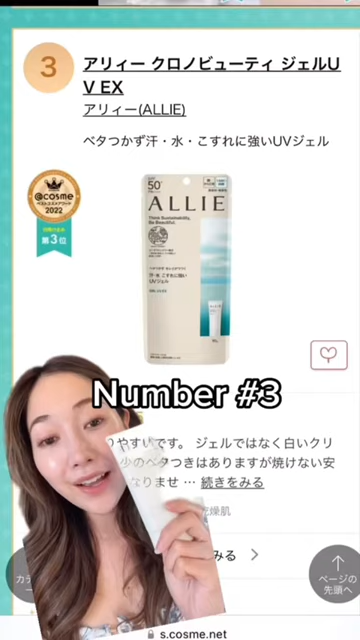 3
アリィー クロノビューティ ジェルU
V EX
アリィー(ALLIE)
ベタつかず汗・水・こすれに強いUVジェル
@cosme
2022
第3位
50+
ALLIE
Think Sustainability,
Be Beautiful.
汗・水・こすれに強い
UVジェル
Number #3
りやすいです。 ジェルではなく白いクリ
少のベタつきはありますが焼けない安
なりませ … 続きをみる
乾燥肌
みる
カテ
ページの
先頭へ
s.cosme.net